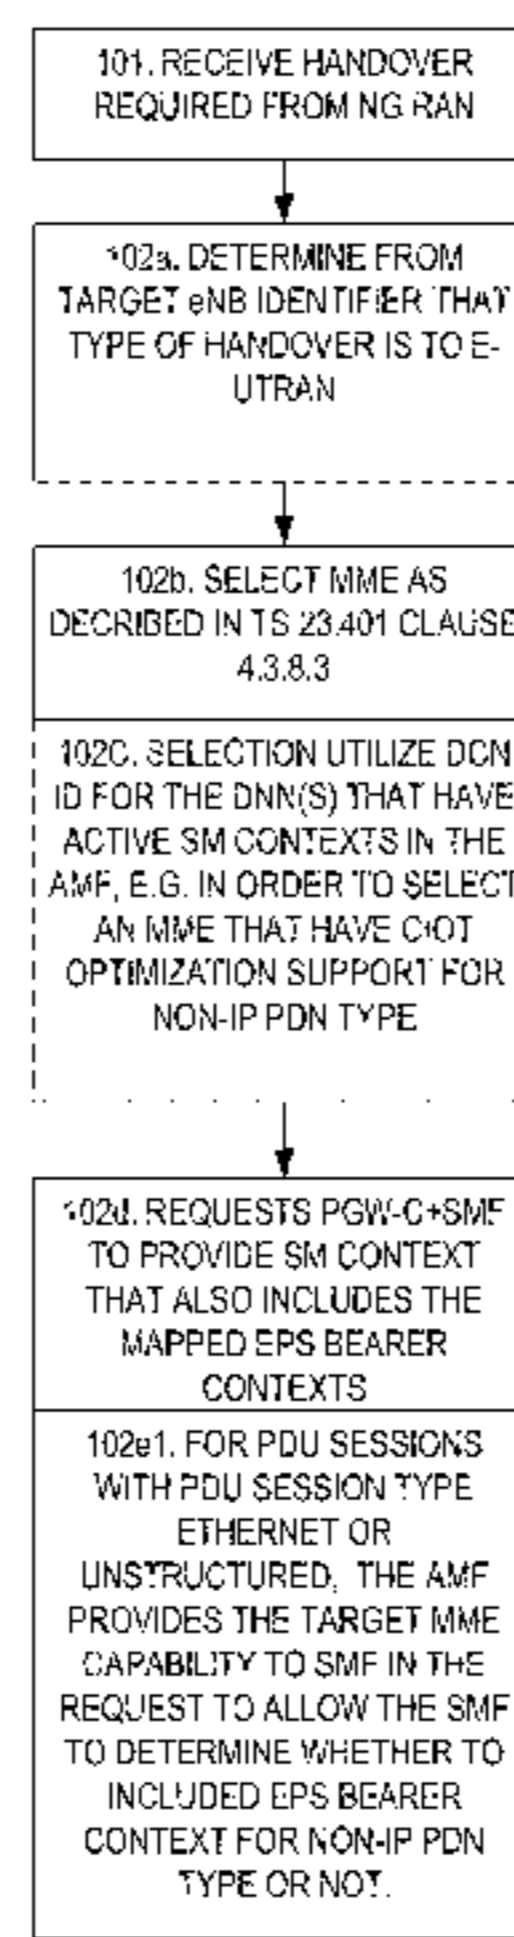 101. RECEIVE HANDOVER
REQUIRED FROM NG RAN
102a. DETERMINE FROM
TARGET eNB IDENTIFIER THAT
TYPE OF HANDOVER IS TO E-
UTRAN
102b. SELECT MME AS
DECRIBED IN TS 23.401 CLAUSE
4.3.8.3
102C. SELECTION UTILIZE DCN
ID FOR THE DNN(S) THAT HAVE
ACTIVE SM CONTEXTS IN THE
AMF, E.G. IN ORDER TO SELECT
AN MME THAT HAVE CIOT
OPTIMIZATION SUPPORT FOR
NON-IP PDN TYPE
102d. REQUESTS PGW-C+SMF
TO PROVIDE SM CONTEXT
THAT ALSO INCLUDES THE
MAPPED EPS BEARER
CONTEXTS
102e1. FOR PDU SESSIONS
WITH PDU SESSION TYPE
ETHERNET OR
UNSTRUCTURED, THE AMF
PROVIDES THE TARGET MME
CAPABILITY TO SMF IN THE
REQUEST TO ALLOW THE SMF
TO DETERMINE WHETHER TO
INCLUDED EPS BEARER
CONTEXT FOR NON-IP PDN
TYPE OR NOT.